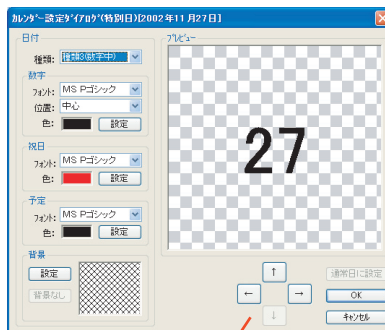 ｶﾚﾝﾀﾞｰ設定ﾀﾞｲｱﾛｸﾞ(特別日)[2002年11月27日]
日付
種類: 種類3(数字中)
数字
ﾌｫﾝﾄ: MS Pゴシック
位置: 中心
色: 設定
祝日
ﾌｫﾝﾄ: MS Pゴシック
色: 設定
予定
ﾌｫﾝﾄ: MS Pゴシック
色: 設定
背景
設定
背景なし
ﾌﾟﾚﾋﾞｭｰ
27
↑
← →
↓
通常日に設定
OK
ｷｬﾝｾﾙ